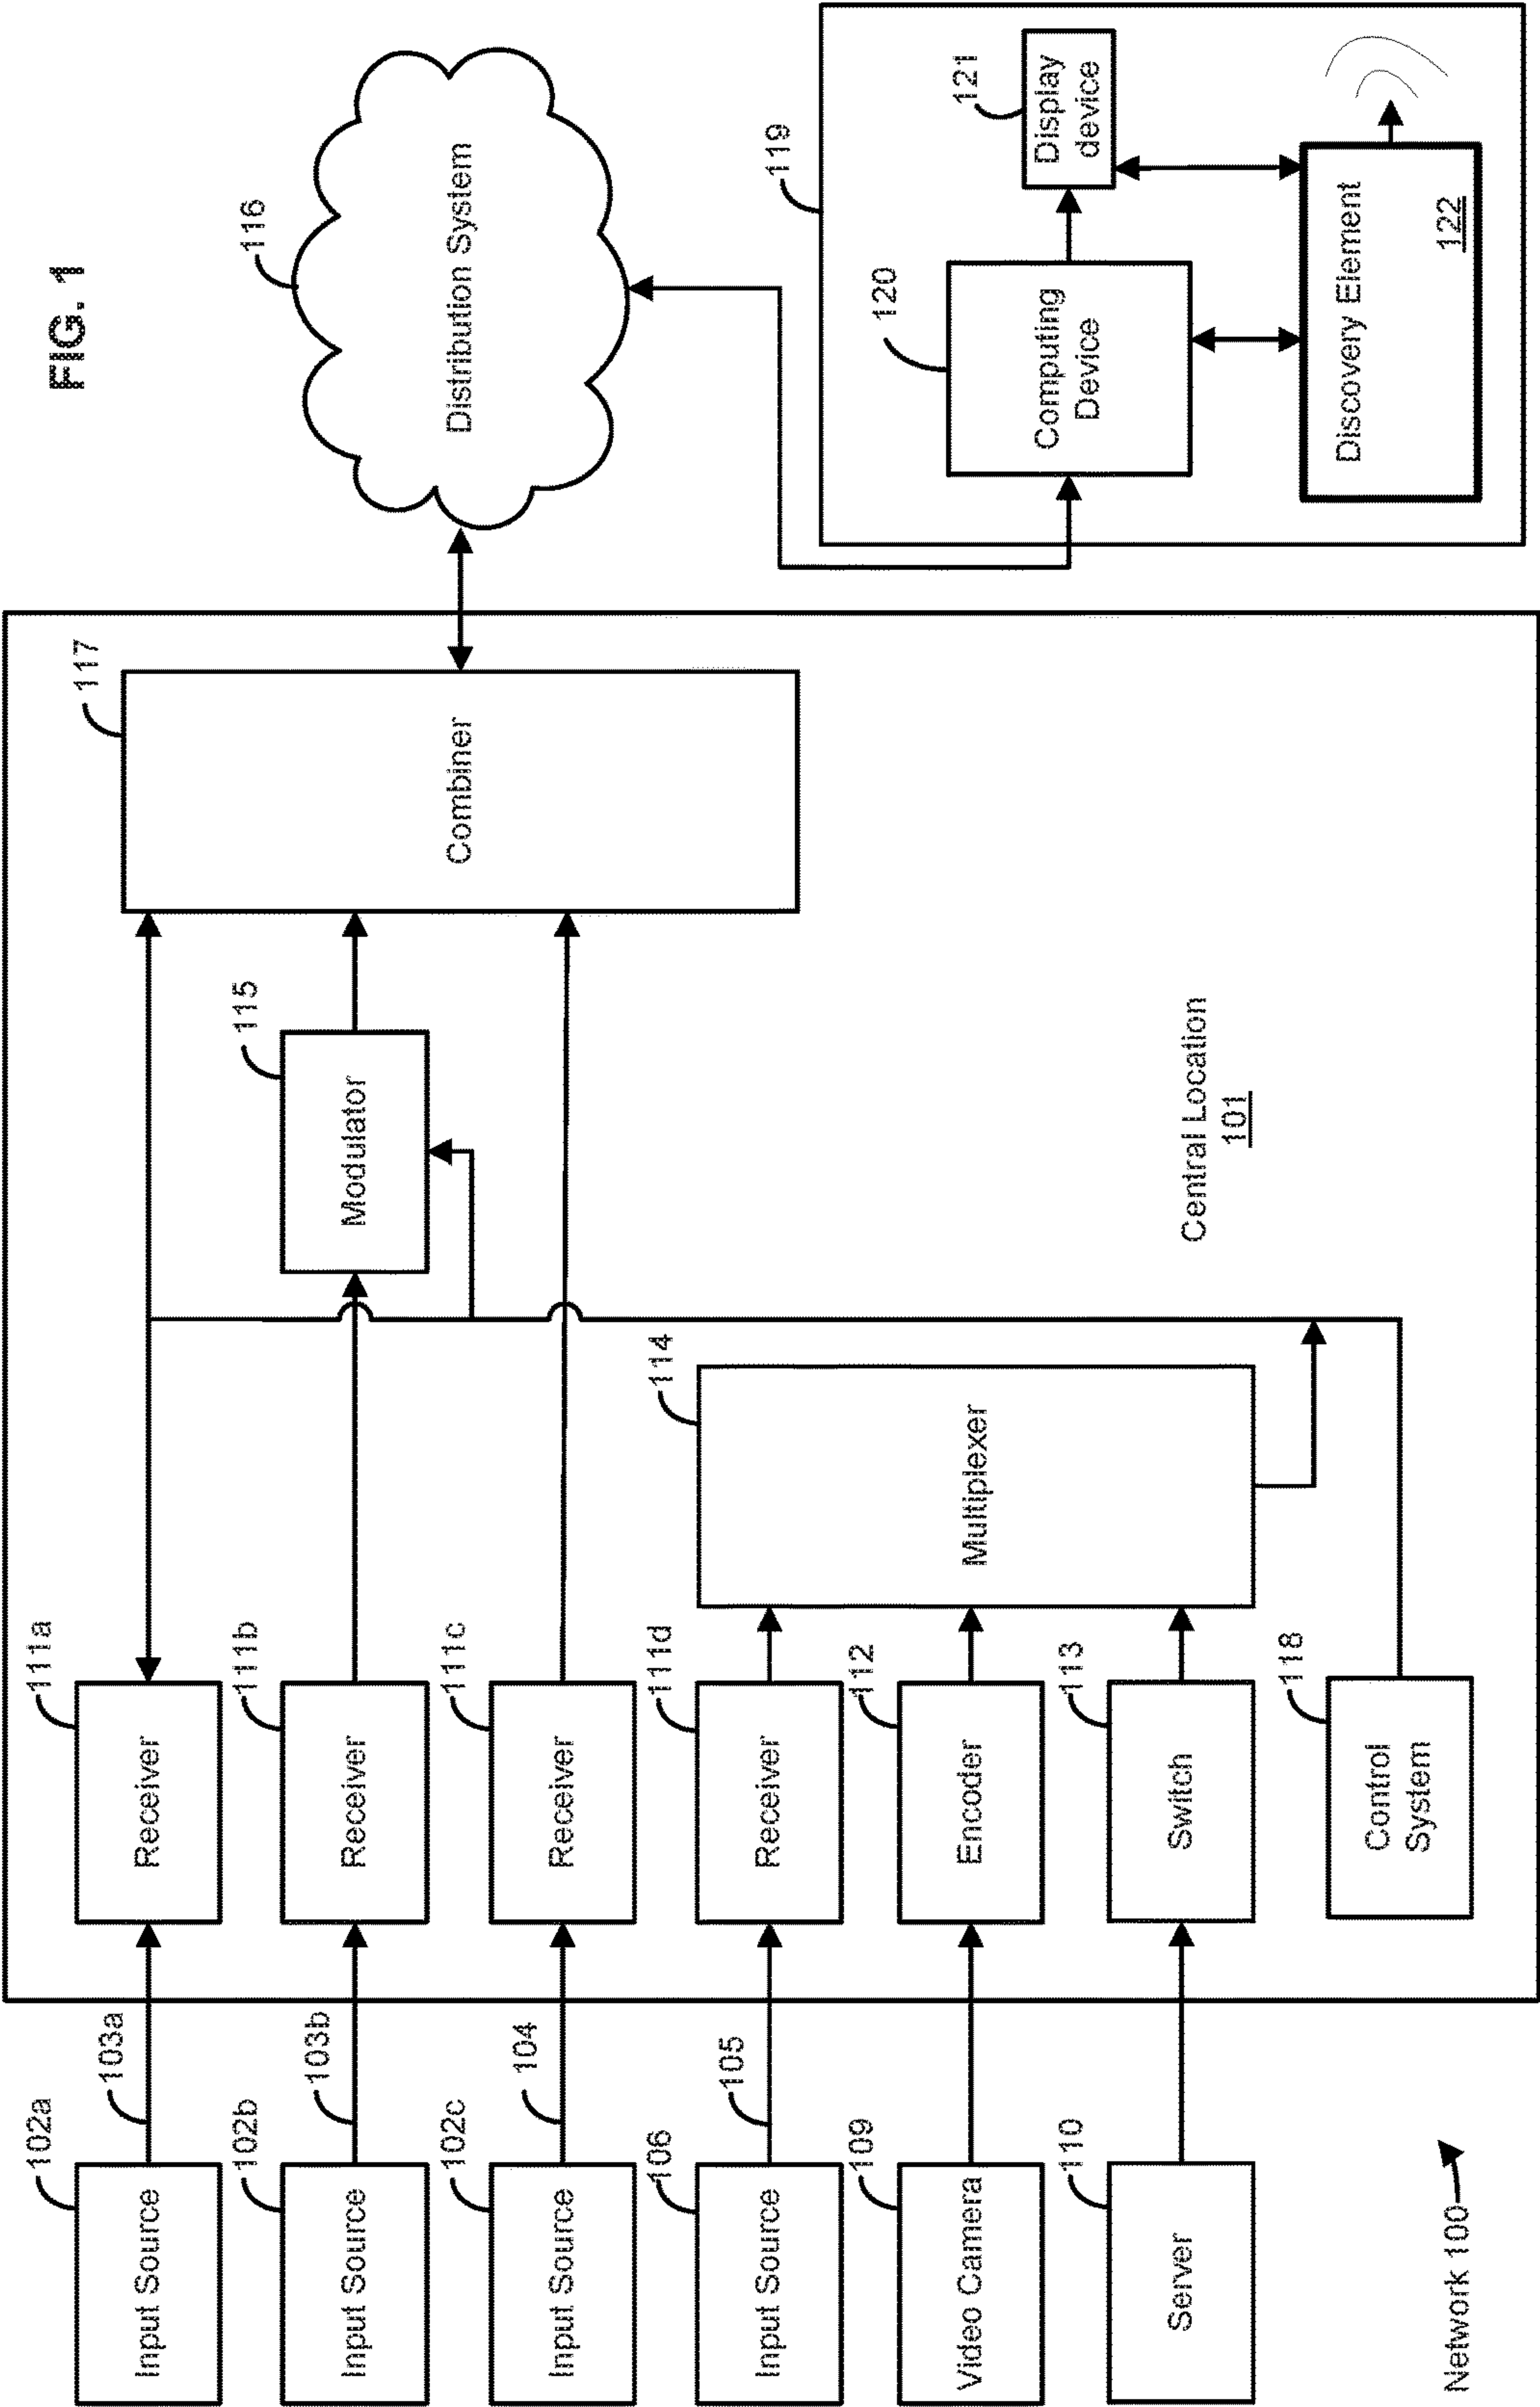 FIG. 1
102a
Input Source
103a
111a
Receiver
102b
Input Source
103b
111b
Receiver
115
Modulator
102c
Input Source
104
111c
Receiver
117
Combiner
116
Distribution System
106
Input Source
105
111d
Receiver
114
Multiplexer
109
Video Camera
112
Encoder
110
Server
113
Switch
118
Control
System
Central Location
101
119
120
Computing
Device
121
Display
device
Discovery Element
122
Network 100